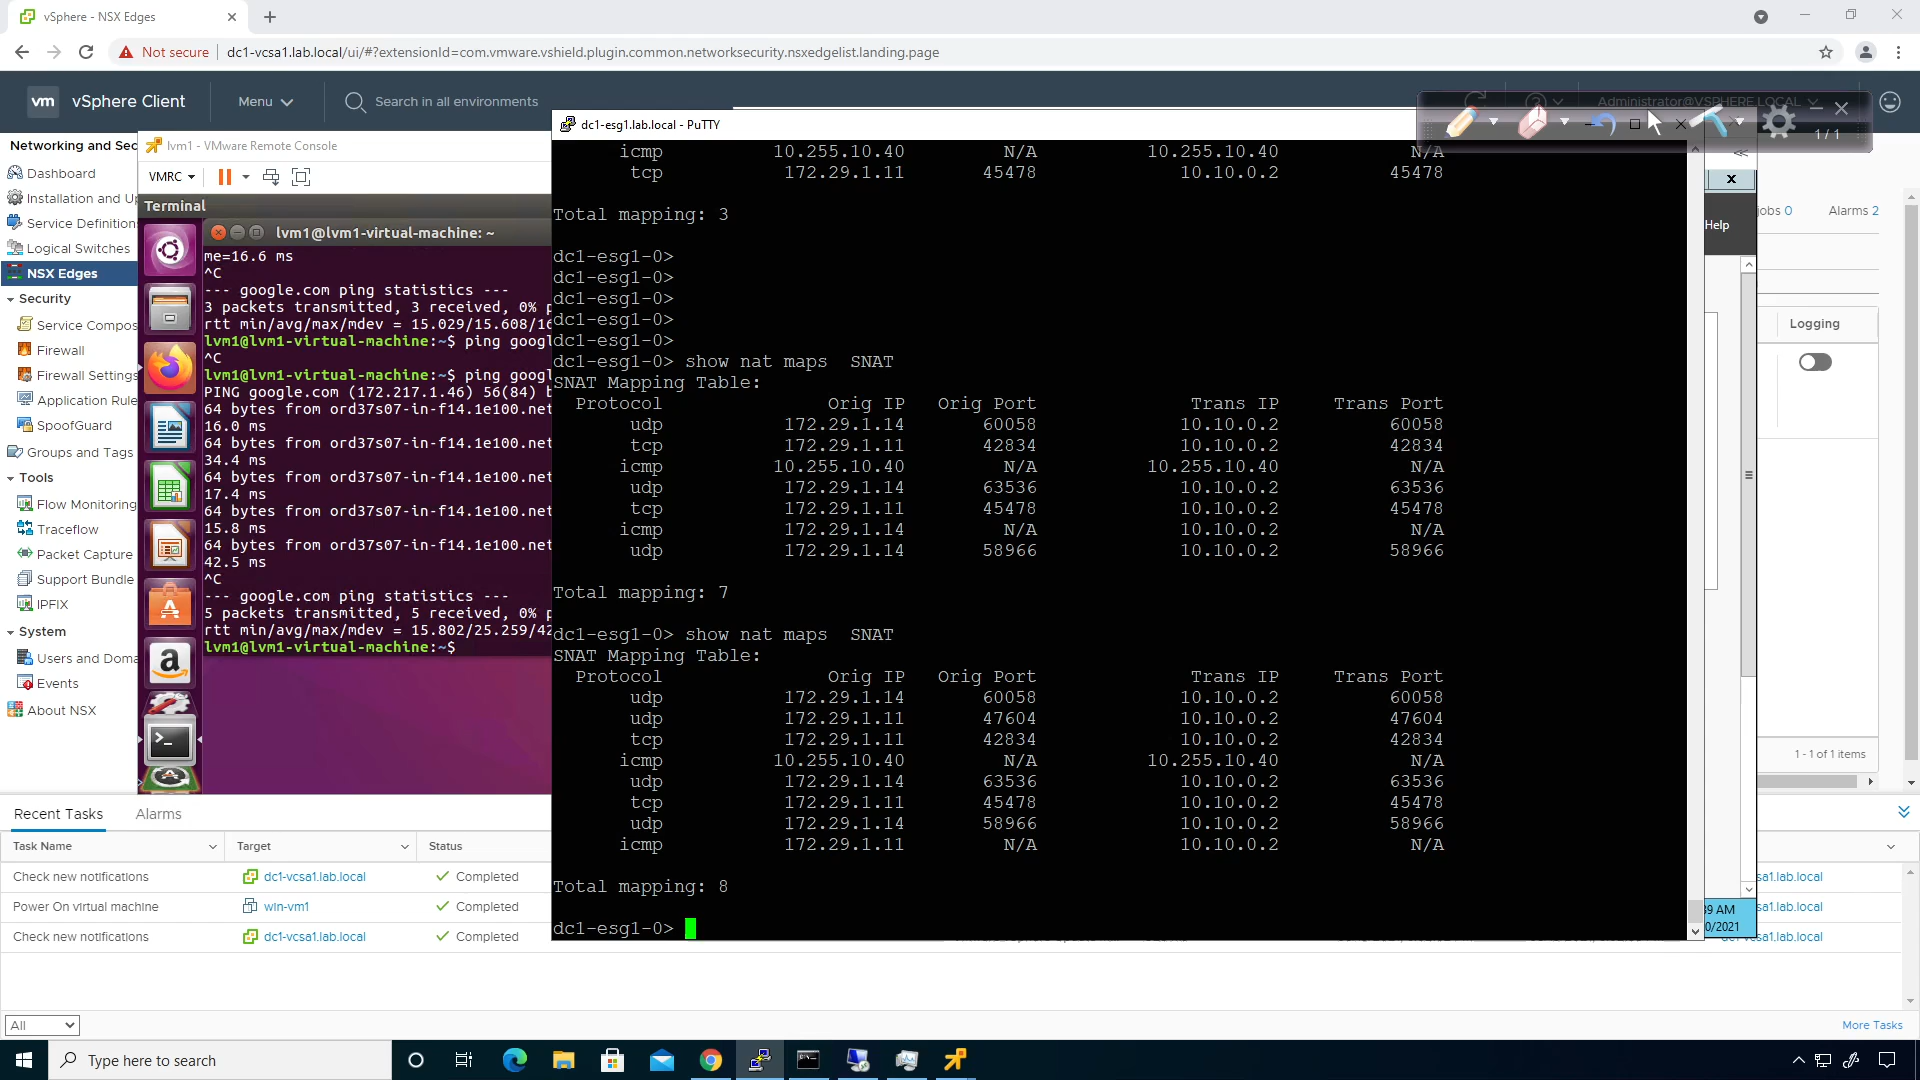 vSphere - NSX Edges
Not secure
dc1-vcsa1.lab.local/ui/#?extensionId=com.vmware.vshield.plugin.common.networksecurity.nsxedgelist.landing.page
vm vSphere Client Menu Search in all environments
Administrator@VSPHERE.LOCAL
1 / 1
Networking and Sec
Dashboard
Installation and U
Service Definition
Logical Switches
NSX Edges
Security
Service Compos
Firewall
Firewall Settings
Application Rule
SpoofGuard
Groups and Tags
Tools
Flow Monitoring
Traceflow
Packet Capture
Support Bundle
IPFIX
System
Users and Doma
Events
About NSX
lvm1 - VMware Remote Console
VMRC
Terminal
lvm1@lvm1-virtual-machine: ~
me=16.6 ms
^C
--- google.com ping statistics ---
3 packets transmitted, 3 received, 0% p
rtt min/avg/max/mdev = 15.029/15.608/16
lvm1@lvm1-virtual-machine:~$ ping googl
^C
lvm1@lvm1-virtual-machine:~$ ping googl
PING google.com (172.217.1.46) 56(84) b
64 bytes from ord37s07-in-f14.1e100.net
16.0 ms
64 bytes from ord37s07-in-f14.1e100.net
34.4 ms
64 bytes from ord37s07-in-f14.1e100.net
17.4 ms
64 bytes from ord37s07-in-f14.1e100.net
15.8 ms
64 bytes from ord37s07-in-f14.1e100.net
42.5 ms
^C
--- google.com ping statistics ---
5 packets transmitted, 5 received, 0% p
rtt min/avg/max/mdev = 15.802/25.259/42
lvm1@lvm1-virtual-machine:~$
dc1-esg1.lab.local - PuTTY
icmp 10.255.10.40 N/A 10.255.10.40 N/A
tcp 172.29.1.11 45478 10.10.0.2 45478
Total mapping: 3
dc1-esg1-0>
dc1-esg1-0>
dc1-esg1-0>
dc1-esg1-0>
dc1-esg1-0>
dc1-esg1-0> show nat maps  SNAT
SNAT Mapping Table:
Protocol Orig IP Orig Port Trans IP Trans Port
udp 172.29.1.14 60058 10.10.0.2 60058
tcp 172.29.1.11 42834 10.10.0.2 42834
icmp 10.255.10.40 N/A 10.255.10.40 N/A
udp 172.29.1.14 63536 10.10.0.2 63536
tcp 172.29.1.11 45478 10.10.0.2 45478
icmp 172.29.1.14 N/A 10.10.0.2 N/A
udp 172.29.1.14 58966 10.10.0.2 58966
Total mapping: 7
dc1-esg1-0> show nat maps  SNAT
SNAT Mapping Table:
Protocol Orig IP Orig Port Trans IP Trans Port
udp 172.29.1.14 60058 10.10.0.2 60058
udp 172.29.1.11 47604 10.10.0.2 47604
tcp 172.29.1.11 42834 10.10.0.2 42834
icmp 10.255.10.40 N/A 10.255.10.40 N/A
udp 172.29.1.14 63536 10.10.0.2 63536
tcp 172.29.1.11 45478 10.10.0.2 45478
udp 172.29.1.14 58966 10.10.0.2 58966
icmp 172.29.1.11 N/A 10.10.0.2 N/A
Total mapping: 8
dc1-esg1-0>
Help
jobs 0 Alarms 2
Logging
1 - 1 of 1 items
39 AM
0/2021
Recent Tasks Alarms
Task Name Target Status
Check new notifications dc1-vcsa1.lab.local Completed sa1.lab.local
Power On virtual machine win-vm1 Completed sa1.lab.local
Check new notifications dc1-vcsa1.lab.local Completed dc1-vcsa1.lab.local
All More Tasks
Type here to search